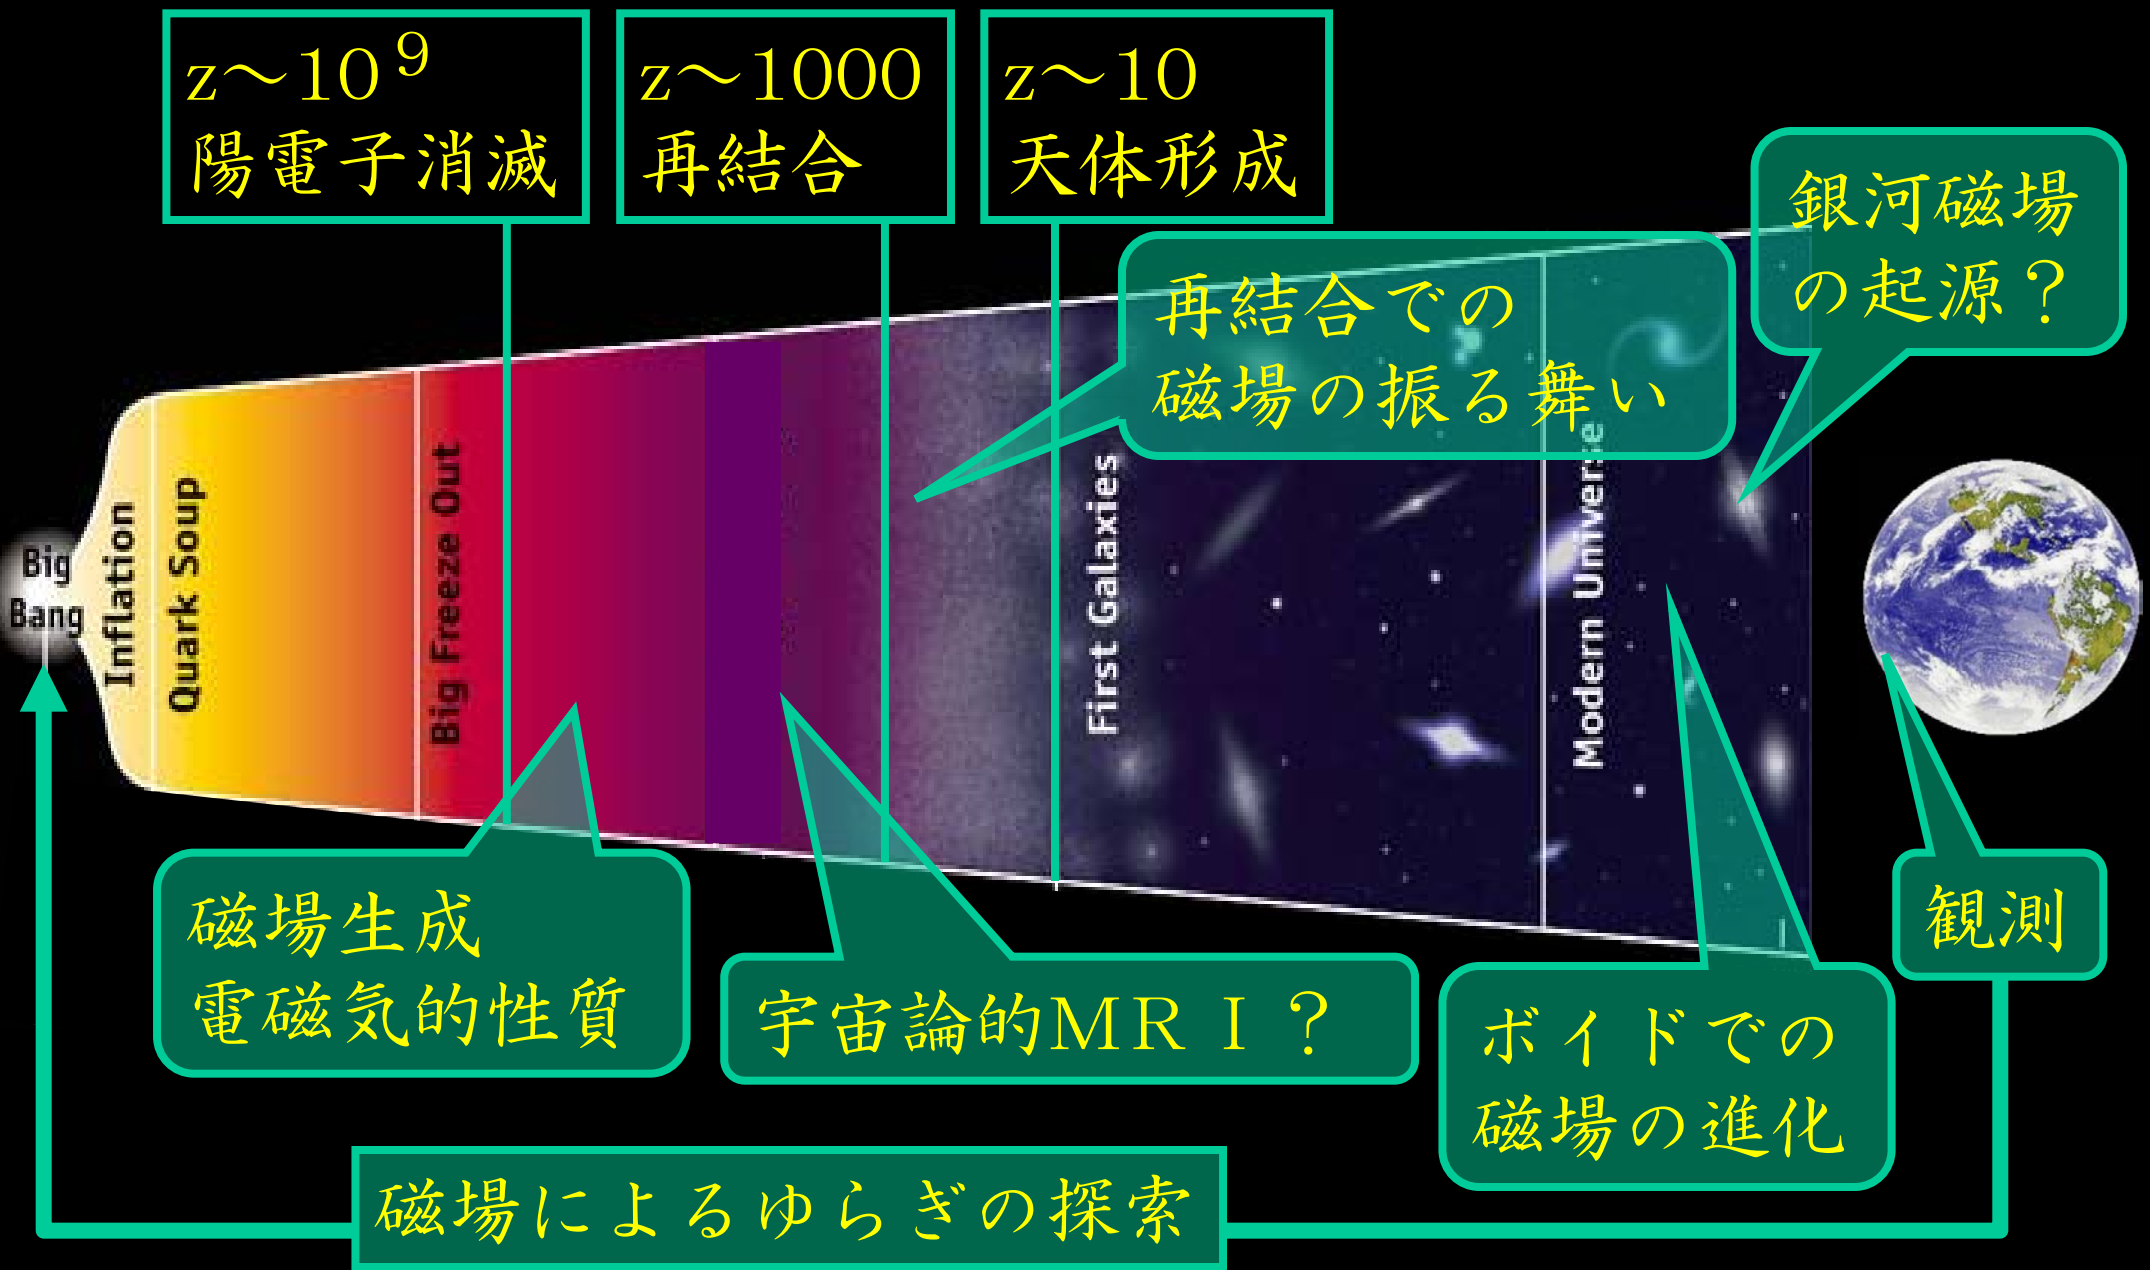 z～10⁹
陽電子消滅
z～1000
再結合
z～10
天体形成
銀河磁場
の起源？
再結合での
磁場の振る舞い
Big
Bang
Inflation
Quark Soup
Big Freeze Out
First Galaxies
Modern Universe
磁場生成
電磁気的性質
宇宙論的MRI？
ボイドでの
磁場の進化
観測
磁場によるゆらぎの探索